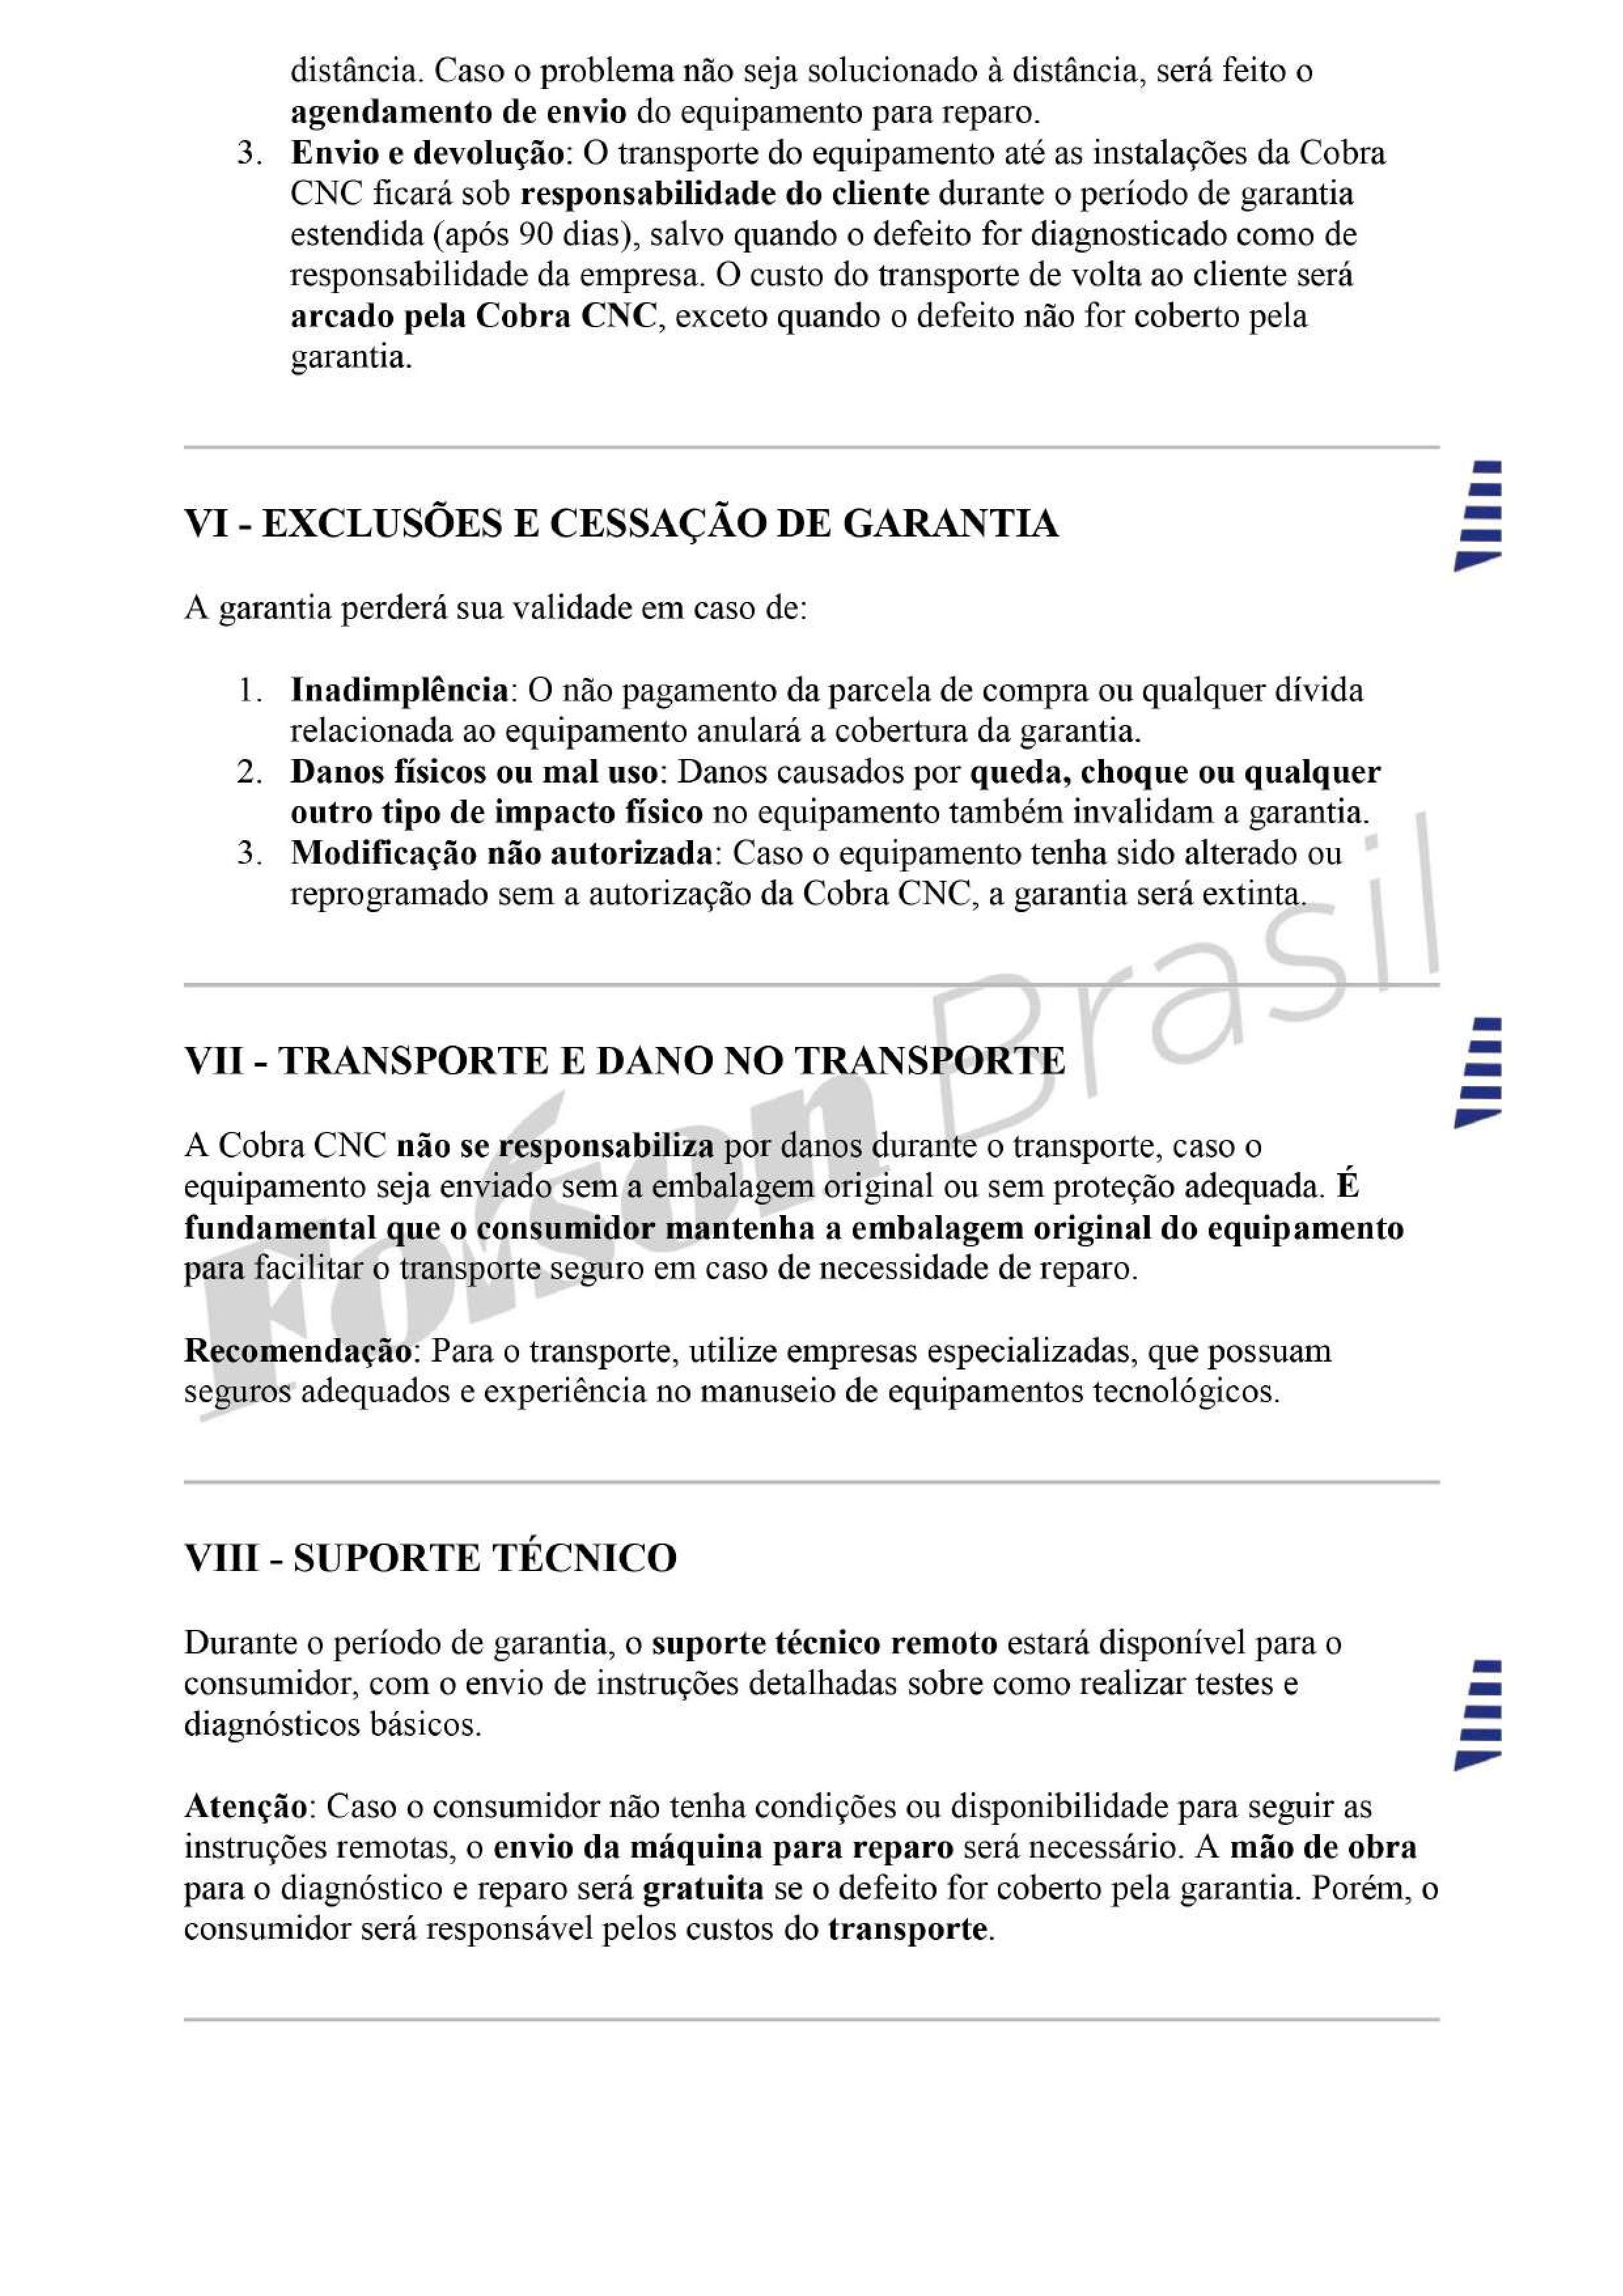 distância. Caso o problema não seja solucionado à distância, será feito o
agendamento de envio do equipamento para reparo.
3. Envio e devolução: O transporte do equipamento até as instalações da Cobra
CNC ficará sob responsabilidade do cliente durante o período de garantia
estendida (após 90 dias), salvo quando o defeito for diagnosticado como de
responsabilidade da empresa. O custo do transporte de volta ao cliente será
arcado pela Cobra CNC, exceto quando o defeito não for coberto pela
garantia.
VI - EXCLUSÕES E CESSAÇÃO DE GARANTIA
A garantia perderá sua validade em caso de:
1. Inadimplência: O não pagamento da parcela de compra ou qualquer dívida
relacionada ao equipamento anulará a cobertura da garantia.
2. Danos físicos ou mal uso: Danos causados por queda, choque ou qualquer
outro tipo de impacto físico no equipamento também invalidam a garantia.
3. Modificação não autorizada: Caso o equipamento tenha sido alterado ou
reprogramado sem a autorização da Cobra CNC, a garantia será extinta.
VII - TRANSPORTE E DANO NO TRANSPORTE
A Cobra CNC não se responsabiliza por danos durante o transporte, caso o
equipamento seja enviado sem a embalagem original ou sem proteção adequada. É
fundamental que o consumidor mantenha a embalagem original do equipamento
para facilitar o transporte seguro em caso de necessidade de reparo.
Recomendação: Para o transporte, utilize empresas especializadas, que possuam
seguros adequados e experiência no manuseio de equipamentos tecnológicos.
VIII - SUPORTE TÉCNICO
Durante o período de garantia, o suporte técnico remoto estará disponível para o
consumidor, com o envio de instruções detalhadas sobre como realizar testes e
diagnósticos básicos.
Atenção: Caso o consumidor não tenha condições ou disponibilidade para seguir as
instruções remotas, o envio da máquina para reparo será necessário. A mão de obra
para o diagnóstico e reparo será gratuita se o defeito for coberto pela garantia. Porém, o
consumidor será responsável pelos custos do transporte.
Brasil